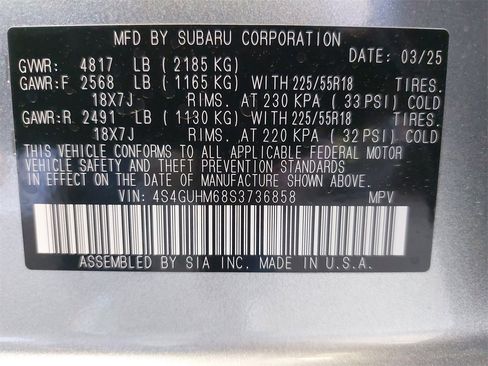 MFD BY SUBARU CORPORATION
DATE: 03/25
GVWR: 4817 LB (2185 KG)
GAWR:F 2568 LB (1165 KG) WITH 225/55R18 TIRES.
18X7J RIMS. AT 230 KPA (33 PSI) COLD
GAWR:R. 2491 LB (1130 KG) WITH 225/55R18 TIRES.
18X7J RIMS. AT 220 KPA (32 PSI) COLD
THIS VEHICLE CONFORMS TO ALL APPLICABLE FEDERAL MOTOR
VEHICLE SAFETY AND THEFT PREVENTION STANDARDS IN
EFFECT ON THE DATE OF MANUFACTURE SHOWN ABOVE.
VIN: 4S4GUHM68S3736858 MPV
ASSEMBLED BY SIA INC. MADE IN U.S.A.